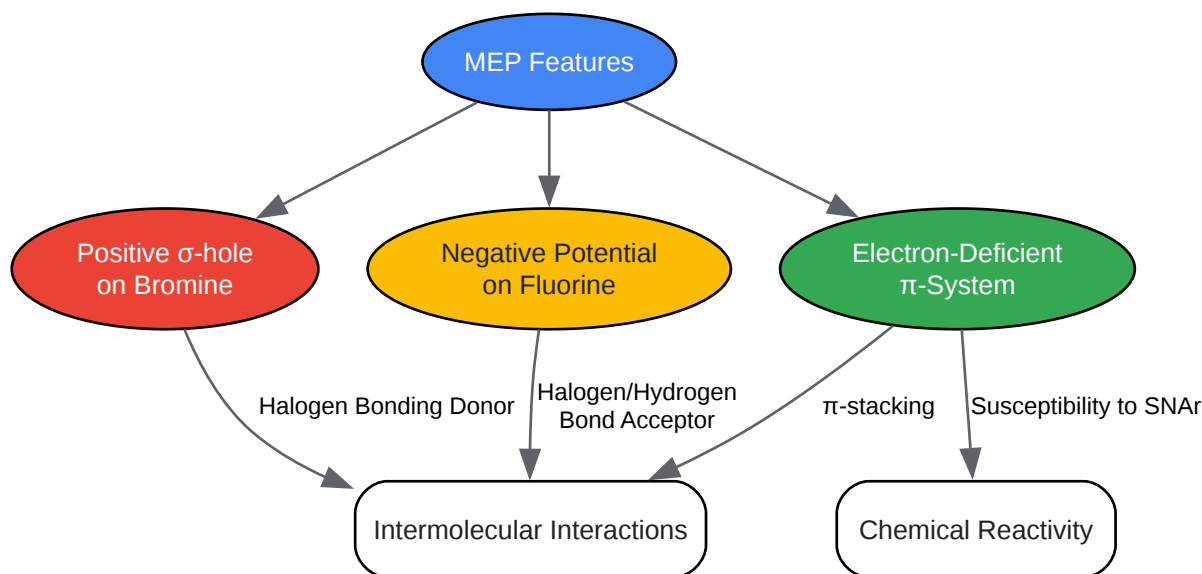 MEP Features
Positive σ-hole
on Bromine
Negative Potential
on Fluorine
Electron-Deficient
π-System
Halogen Bonding Donor
Halogen/Hydrogen
Bond Acceptor
π-stacking
Susceptibility to SNAr
Intermolecular Interactions
Chemical Reactivity